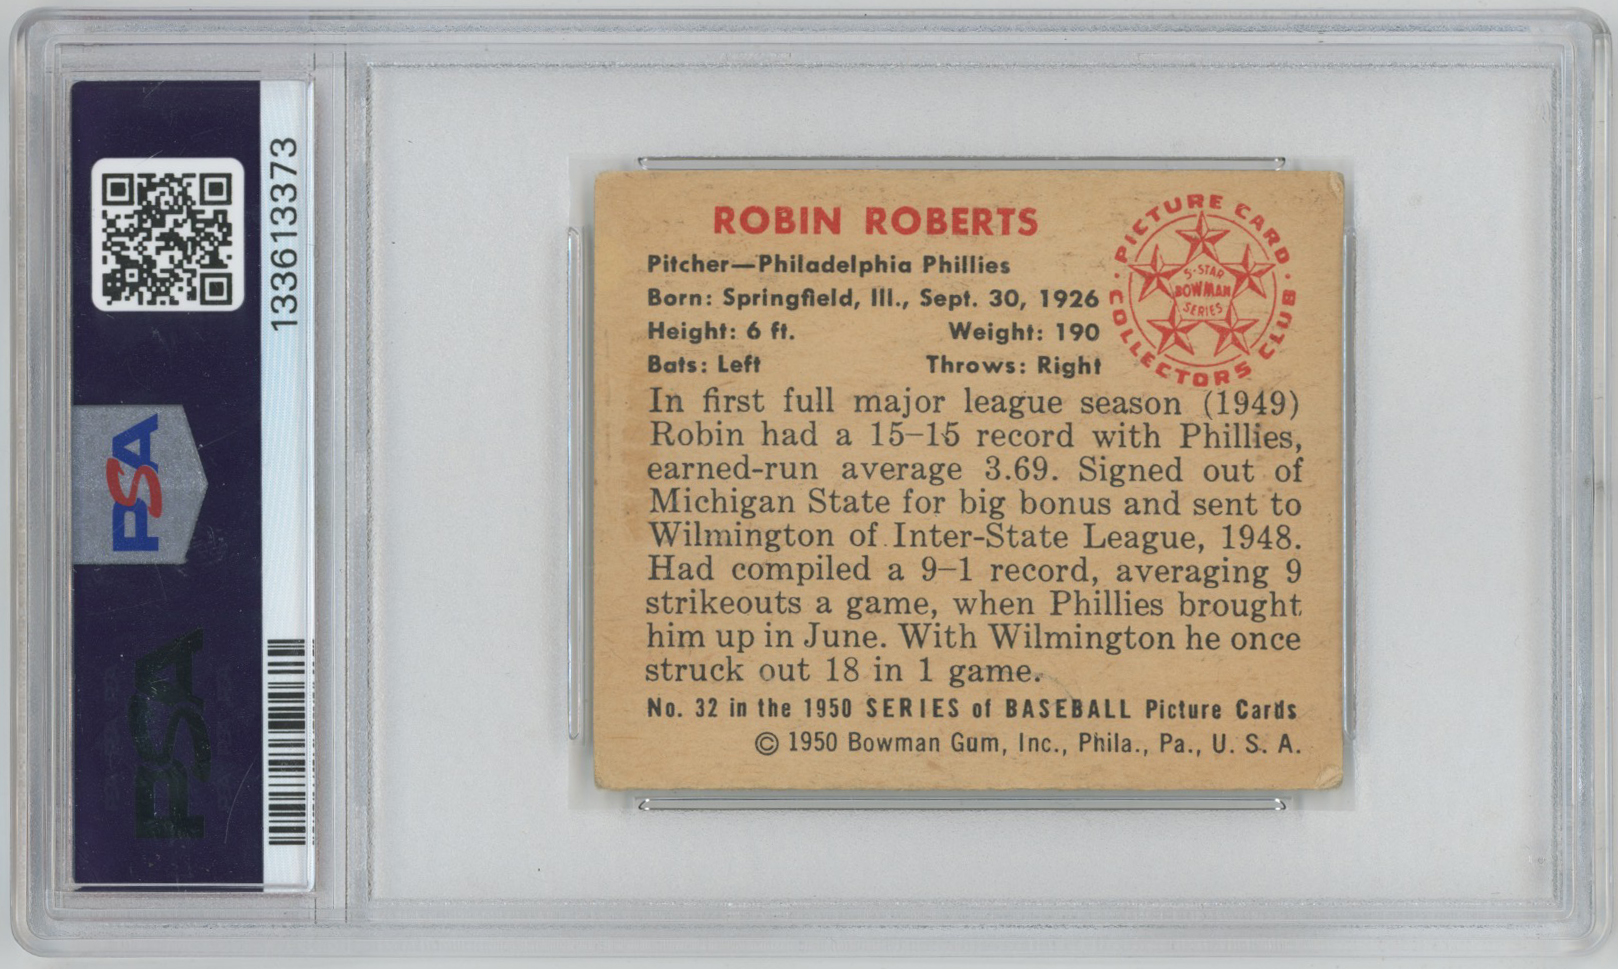 133613373
PSA
PSA
ROBIN ROBERTS
Pitcher—Philadelphia Phillies
Born: Springfield, Ill., Sept. 30, 1926
Height: 6 ft. Weight: 190
Bats: Left Throws: Right
PICTURE CARD
COLLECTORS CLUB
5-STAR
BOWMAN
SERIES
In first full major league season (1949)
Robin had a 15–15 record with Phillies,
earned-run average 3.69. Signed out of
Michigan State for big bonus and sent to
Wilmington of Inter-State League, 1948.
Had compiled a 9–1 record, averaging 9
strikeouts a game, when Phillies brought
him up in June. With Wilmington he once
struck out 18 in 1 game.
No. 32 in the 1950 SERIES of BASEBALL Picture Cards
© 1950 Bowman Gum, Inc., Phila., Pa., U. S. A.